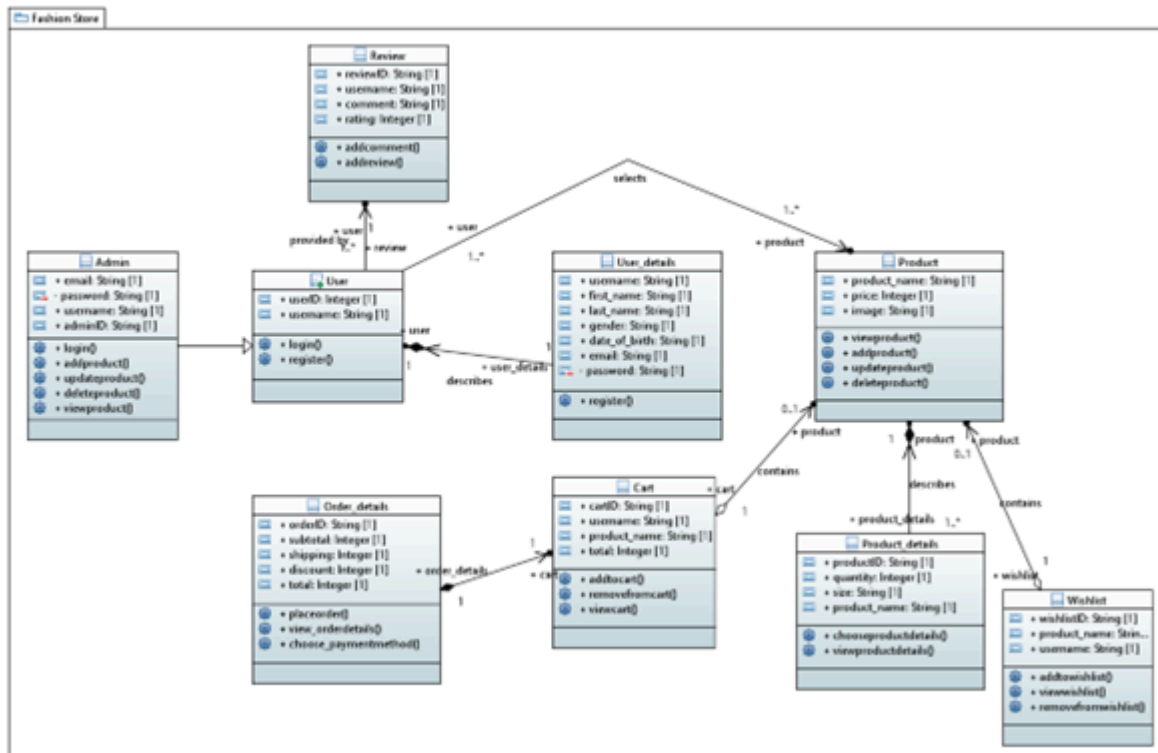 Fashion Store
Review
+ reviewID: String [1]
+ username: String [1]
+ comment: String [1]
+ rating: Integer [1]
+ addcomment()
+ addreview()
selects
+ user
1..*
1..*
+ product
provided by
+ user
1
+ review
Admin
+ email: String [1]
- password: String [1]
+ username: String [1]
+ adminID: String [1]
+ login()
+ addproduct()
+ updateproduct()
+ deleteproduct()
+ viewproduct()
User
+ userID: Integer [1]
+ username: String [1]
+ login()
+ register()
+ user
1
describes
+ user_details
1
User_details
+ username: String [1]
+ first_name: String [1]
+ last_name: String [1]
+ gender: String [1]
+ date_of_birth: String [1]
+ email: String [1]
- password: String [1]
+ register()
Product
+ product_name: String [1]
+ price: Integer [1]
+ image: String [1]
+ viewproduct()
+ addproduct()
+ updateproduct()
+ deleteproduct()
0..1
+ product
contains
+ cart
1
1
product
describes
+ product_details
1..*
+ product
0..1
contains
1
+ wishlist
Order_details
+ orderID: String [1]
+ subtotal: Integer [1]
+ shipping: Integer [1]
+ discount: Integer [1]
+ total: Integer [1]
+ placeorder()
+ view_orderdetails()
+ choose_paymentmethod()
+ order_details
1
1
+ cart
Cart
+ cartID: String [1]
+ username: String [1]
+ product_name: String [1]
+ total: Integer [1]
+ addtocart()
+ removefromcart()
+ viewcart()
Product_details
+ productID: String [1]
+ quantity: Integer [1]
+ size: String [1]
+ product_name: String [1]
+ chooseproductdetails()
+ viewproductdetails()
Wishlist
+ wishlistID: String [1]
+ product_name: Strin...
+ username: String [1]
+ addtowishlist()
+ viewwishlist()
+ removefromwishlist()